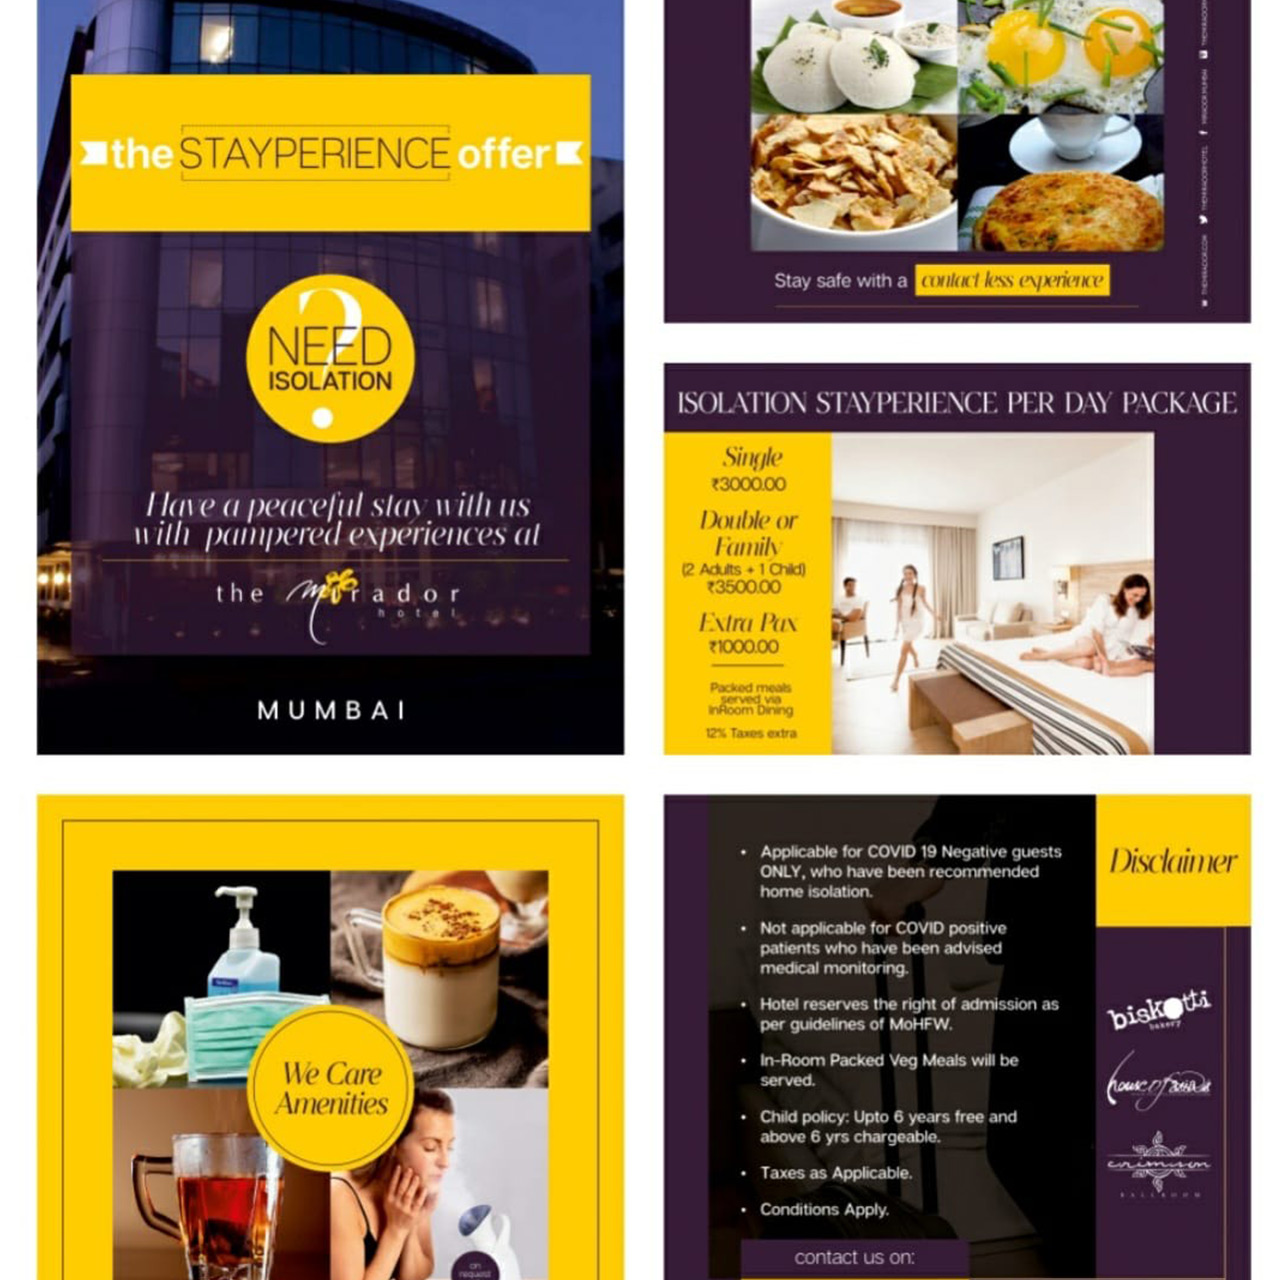 the STAYPERIENCE offer
?
NEED
ISOLATION
Have a peaceful stay with us
with pampered experiences at
the Mirador
hotel
MUMBAI
Stay safe with a contact less experience
ISOLATION STAYPERIENCE PER DAY PACKAGE
Single
₹3000.00
Double or
Family
(2 Adults + 1 Child)
₹3500.00
Extra Pax
₹1000.00
Packed meals
served via
InRoom Dining
12% Taxes extra
We Care
Amenities
on
request
Disclaimer
• Applicable for COVID 19 Negative guests
ONLY, who have been recommended
home isolation.
• Not applicable for COVID positive
patients who have been advised
medical monitoring.
• Hotel reserves the right of admission as
per guidelines of MoHFW.
• In-Room Packed Veg Meals will be
served.
• Child policy: Upto 6 years free and
above 6 yrs chargeable.
• Taxes as Applicable.
• Conditions Apply.
contact us on:
biskotti
bakery
house of
crimson
BALLROOM